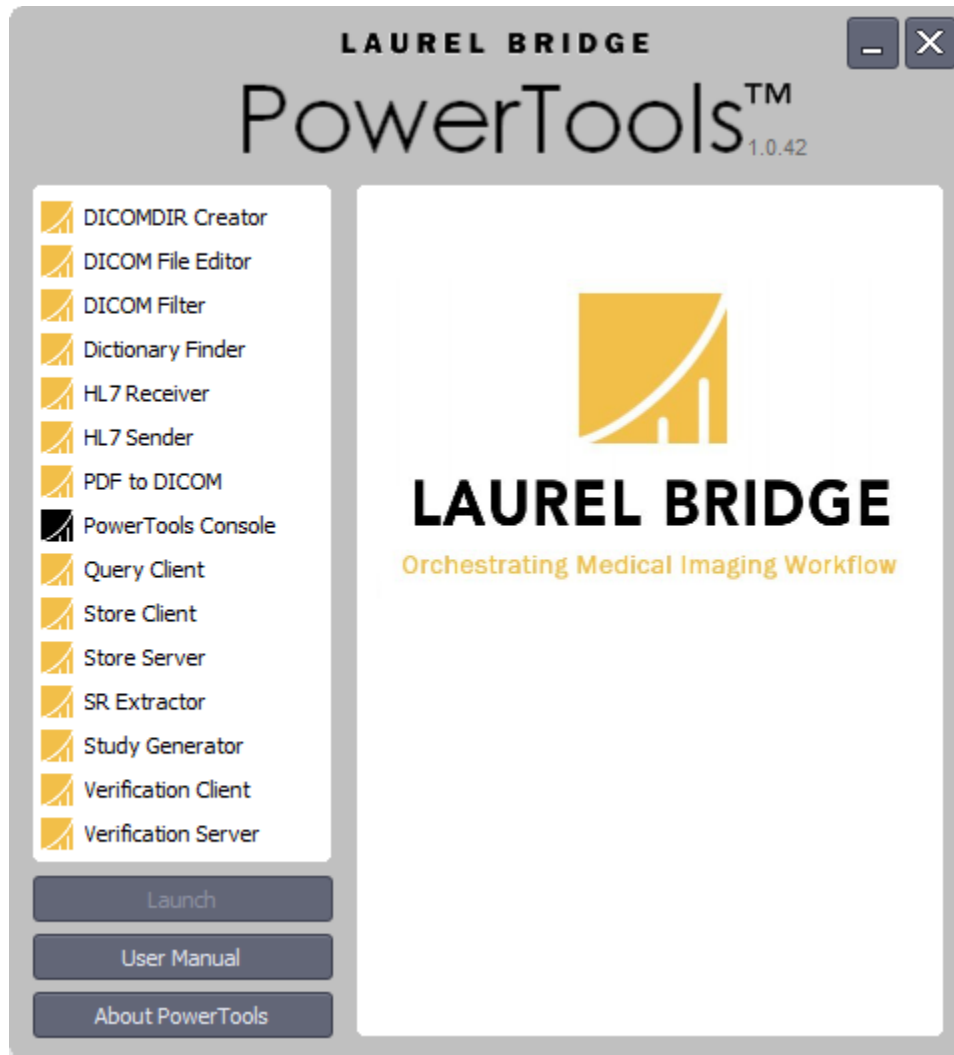 LAUREL BRIDGE
PowerTools™ 1.0.42
DICOMDIR Creator
DICOM File Editor
DICOM Filter
Dictionary Finder
HL7 Receiver
HL7 Sender
PDF to DICOM
PowerTools Console
Query Client
Store Client
Store Server
SR Extractor
Study Generator
Verification Client
Verification Server
Launch
User Manual
About PowerTools
LAUREL BRIDGE
Orchestrating Medical Imaging Workflow